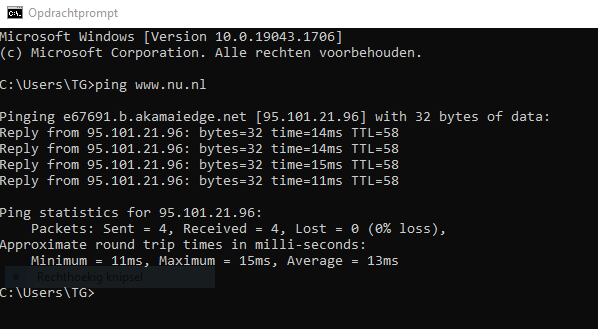 Opdrachtprompt
Microsoft Windows [Version 10.0.19043.1706]
(c) Microsoft Corporation. Alle rechten voorbehouden.
C:\Users\TG>ping www.nu.nl
Pinging e67691.b.akamaiedge.net [95.101.21.96] with 32 bytes of data:
Reply from 95.101.21.96: bytes=32 time=14ms TTL=58
Reply from 95.101.21.96: bytes=32 time=14ms TTL=58
Reply from 95.101.21.96: bytes=32 time=15ms TTL=58
Reply from 95.101.21.96: bytes=32 time=11ms TTL=58
Ping statistics for 95.101.21.96:
Packets: Sent = 4, Received = 4, Lost = 0 (0% loss),
Approximate round trip times in milli-seconds:
Minimum = 11ms, Maximum = 15ms, Average = 13ms
Rechthoekig knipsel
C:\Users\TG>